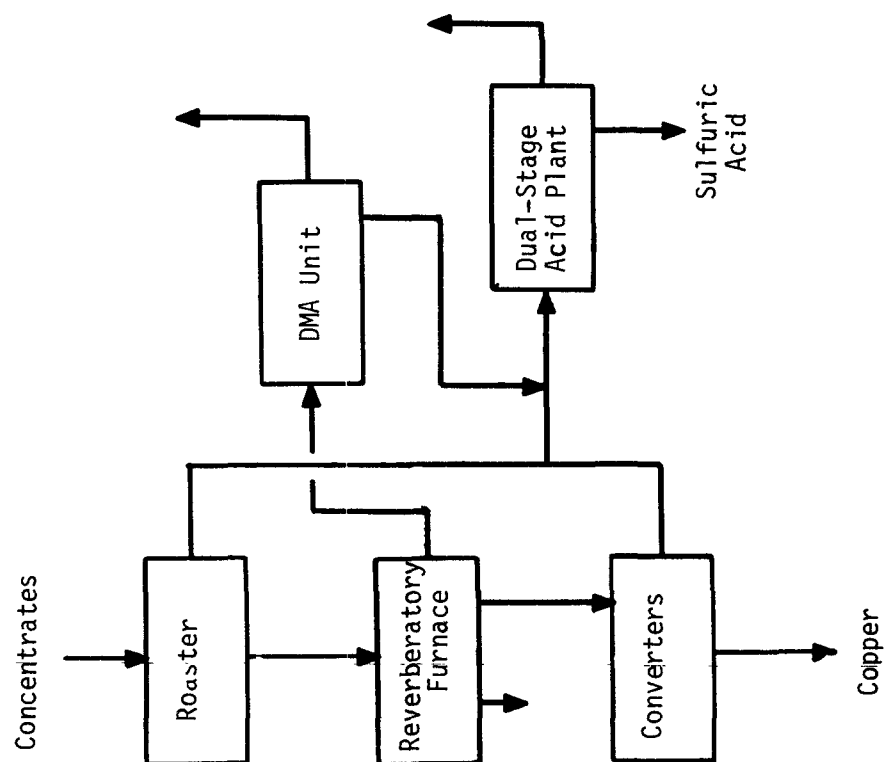 Concentrates
Roaster
Reverberatory
Furnace
Converters
Copper
DMA Unit
Dual-Stage
Acid Plant
Sulfuric
Acid